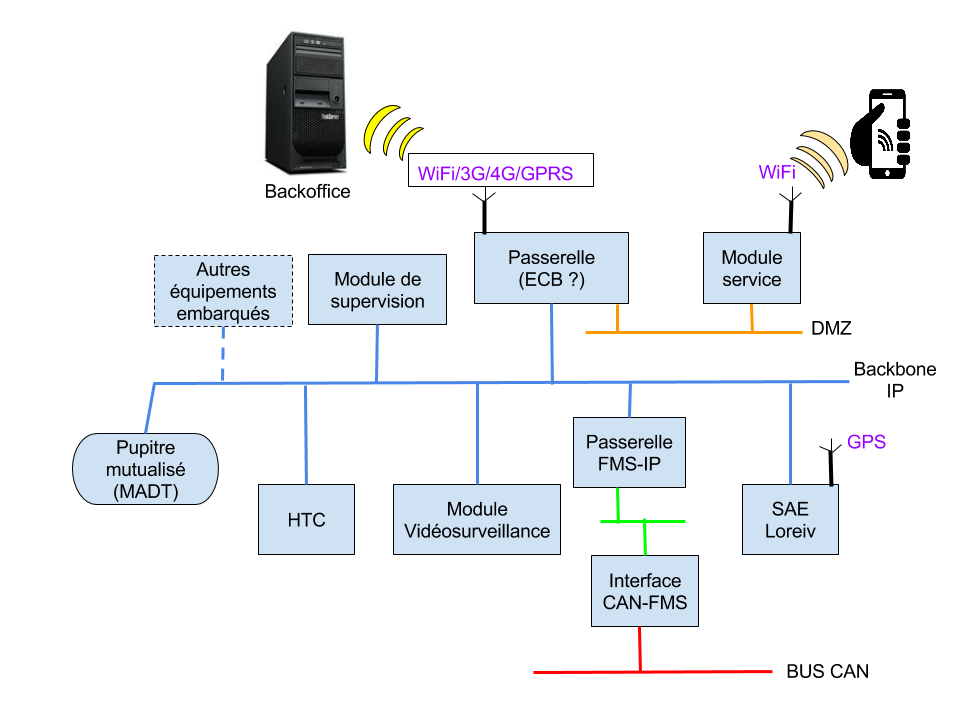 Backoffice
WiFi/3G/4G/GPRS
WiFi
Autres
équipements
embarqués
Module de
supervision
Passerelle
(ECB ?)
Module
service
DMZ
Backbone
IP
Pupitre
mutualisé
(MADT)
HTC
Module
Vidéosurveillance
Passerelle
FMS-IP
GPS
SAE
Loreiv
Interface
CAN-FMS
BUS CAN